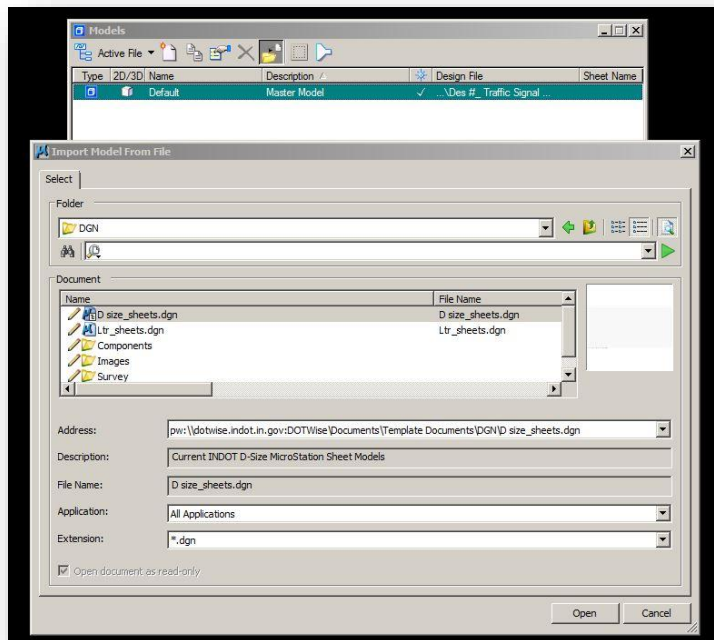 Models
Active File
Type 2D/3D Name Description Design File Sheet Name
Default Master Model ...\Des #_ Traffic Signal ...
Import Model From File
Select
Folder
DGN
Document
Name File Name
D size_sheets.dgn D size_sheets.dgn
Ltr_sheets.dgn Ltr_sheets.dgn
Components
Images
Survey
Address: pw:\\dotwise.indot.in.gov:DOTWise\Documents\Template Documents\DGN\D size_sheets.dgn
Description: Current INDOT D-Size MicroStation Sheet Models
File Name: D size_sheets.dgn
Application: All Applications
Extension: *.dgn
Open document as read-only
Open Cancel